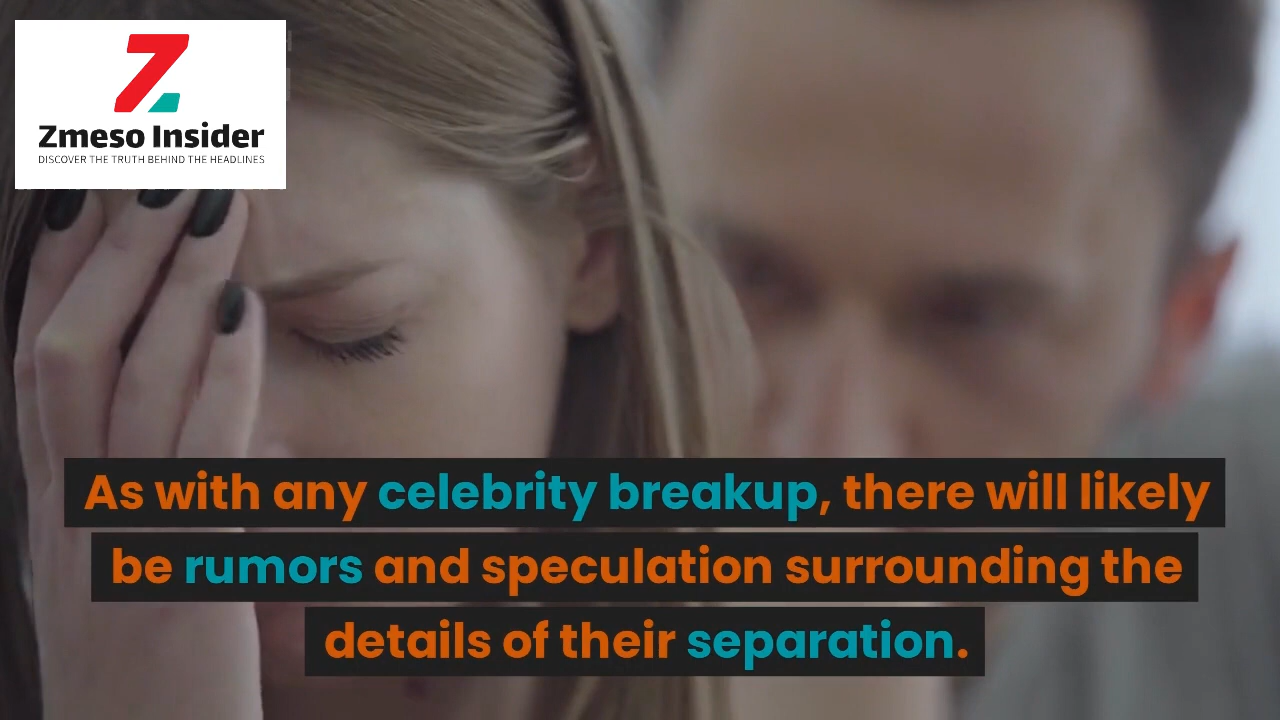 Zmeso Insider
DISCOVER THE TRUTH BEHIND THE HEADLINES
As with any celebrity breakup, there will likely
be rumors and speculation surrounding the
details of their separation.